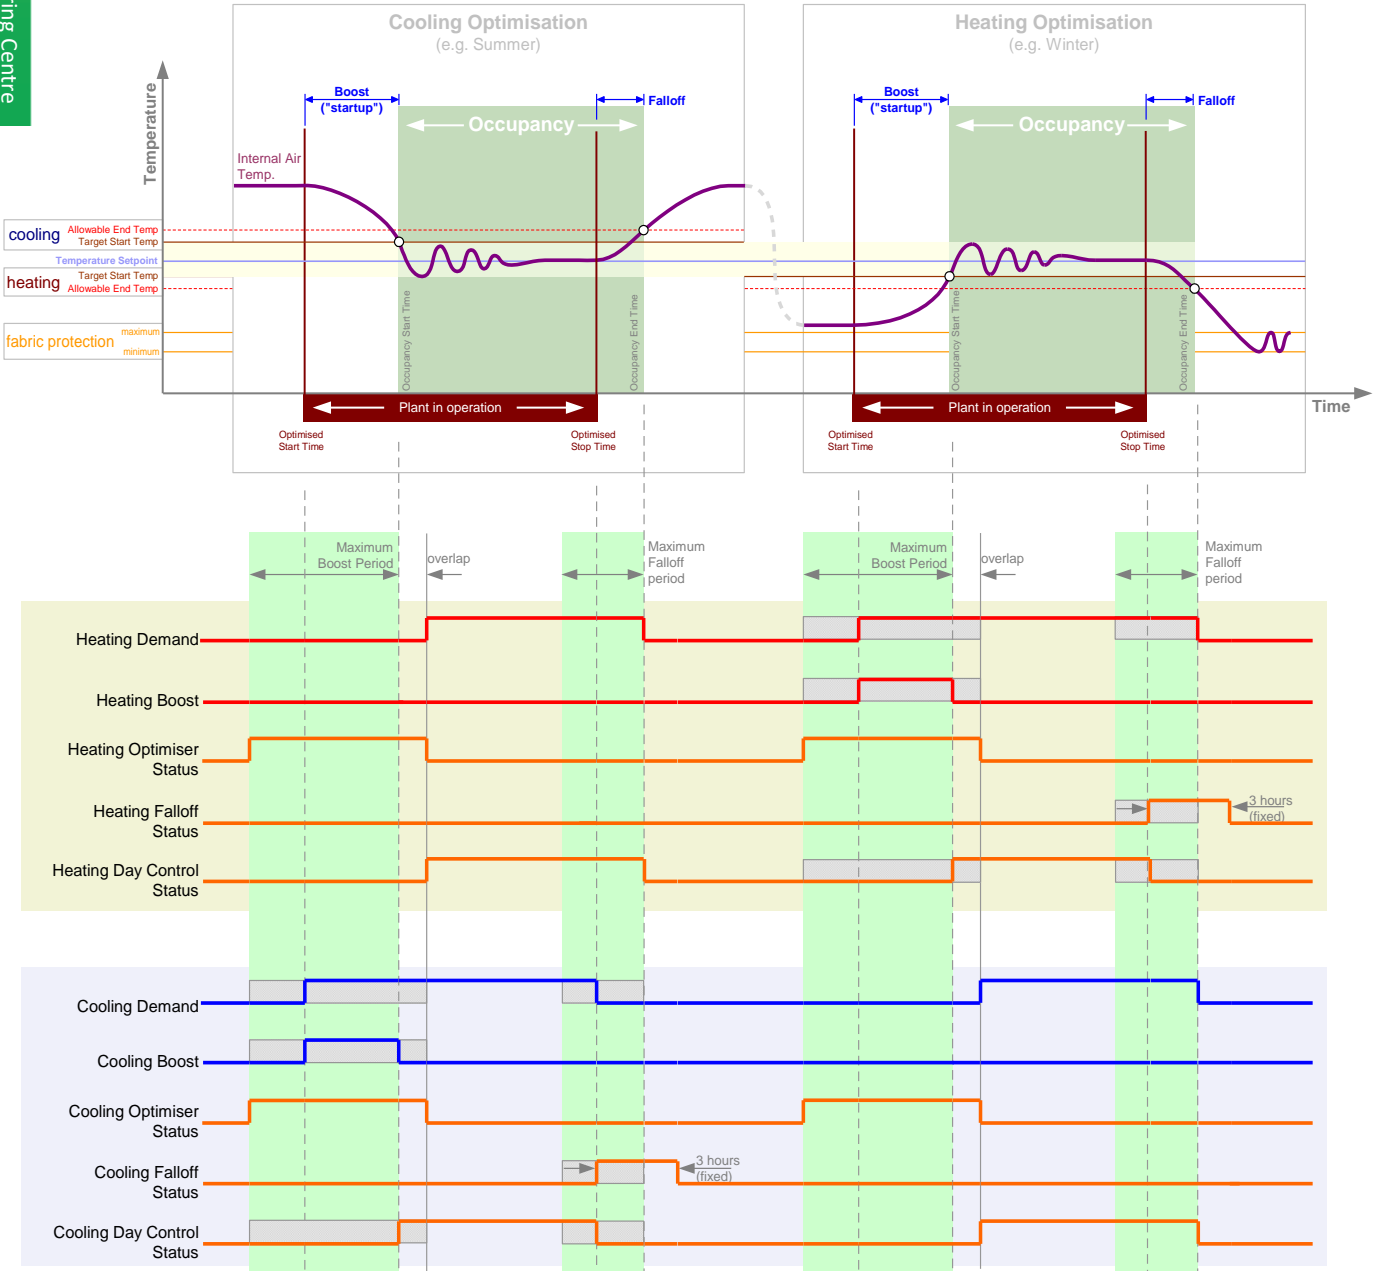 ring Centre
Cooling Optimisation
(e.g. Summer)
Heating Optimisation
(e.g. Winter)
Temperature
Boost
("startup")
Falloff
Boost
("startup")
Falloff
Occupancy
Occupancy
Internal Air
Temp.
cooling
Allowable End Temp
Target Start Temp
Temperature Setpoint
heating
Target Start Temp
Allowable End Temp
fabric protection
maximum
minimum
Occupancy Start Time
Occupancy End Time
Occupancy Start Time
Occupancy End Time
Plant in operation
Plant in operation
Time
Optimised
Start Time
Optimised
Stop Time
Optimised
Start Time
Optimised
Stop Time
Maximum
Boost Period
overlap
Maximum
Falloff
period
Maximum
Boost Period
overlap
Maximum
Falloff
period
Heating Demand
Heating Boost
Heating Optimiser
Status
Heating Falloff
Status
3 hours
(fixed)
Heating Day Control
Status
Cooling Demand
Cooling Boost
Cooling Optimiser
Status
Cooling Falloff
Status
3 hours
(fixed)
Cooling Day Control
Status